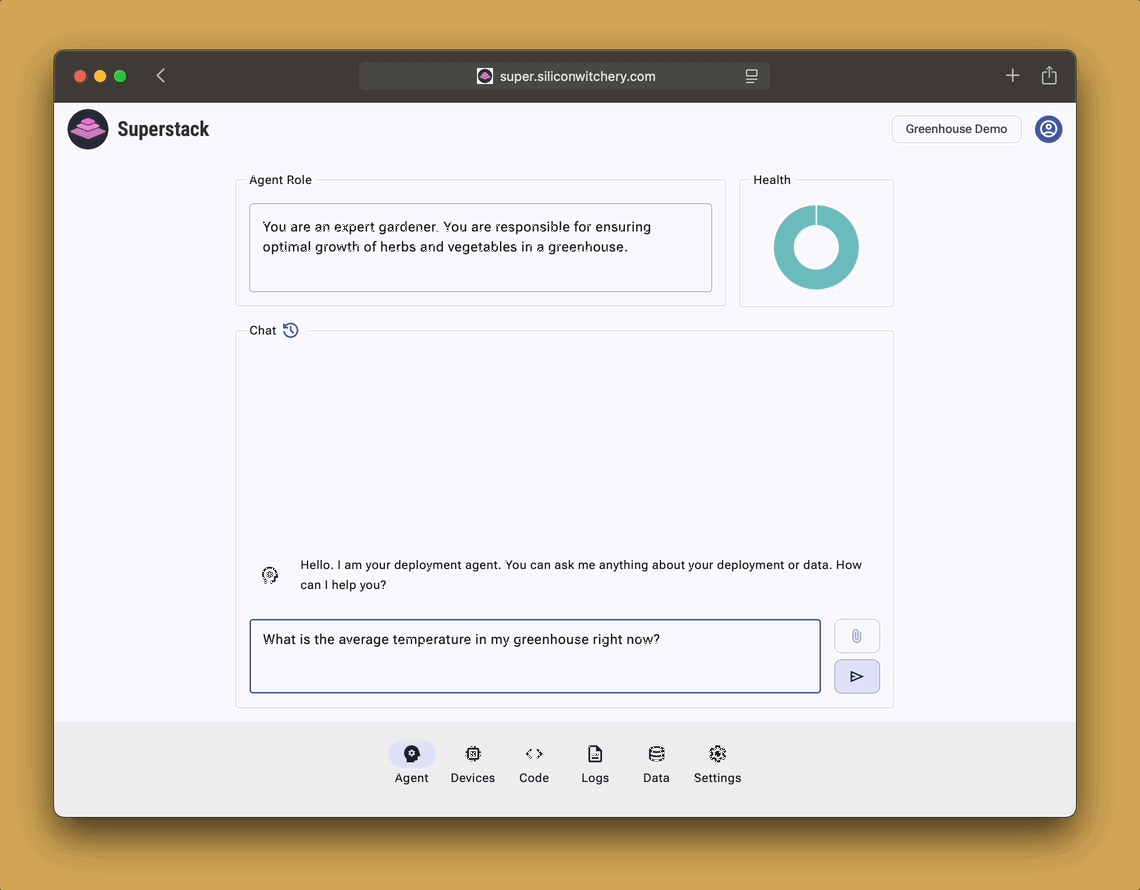 super.siliconwitchery.com
Superstack
Greenhouse Demo
Agent Role
Health
You are an expert gardener. You are responsible for ensuring
optimal growth of herbs and vegetables in a greenhouse.
Chat
Hello. I am your deployment agent. You can ask me anything about your deployment or data. How
can I help you?
What is the average temperature in my greenhouse right now?
Agent
Devices
Code
Logs
Data
Settings